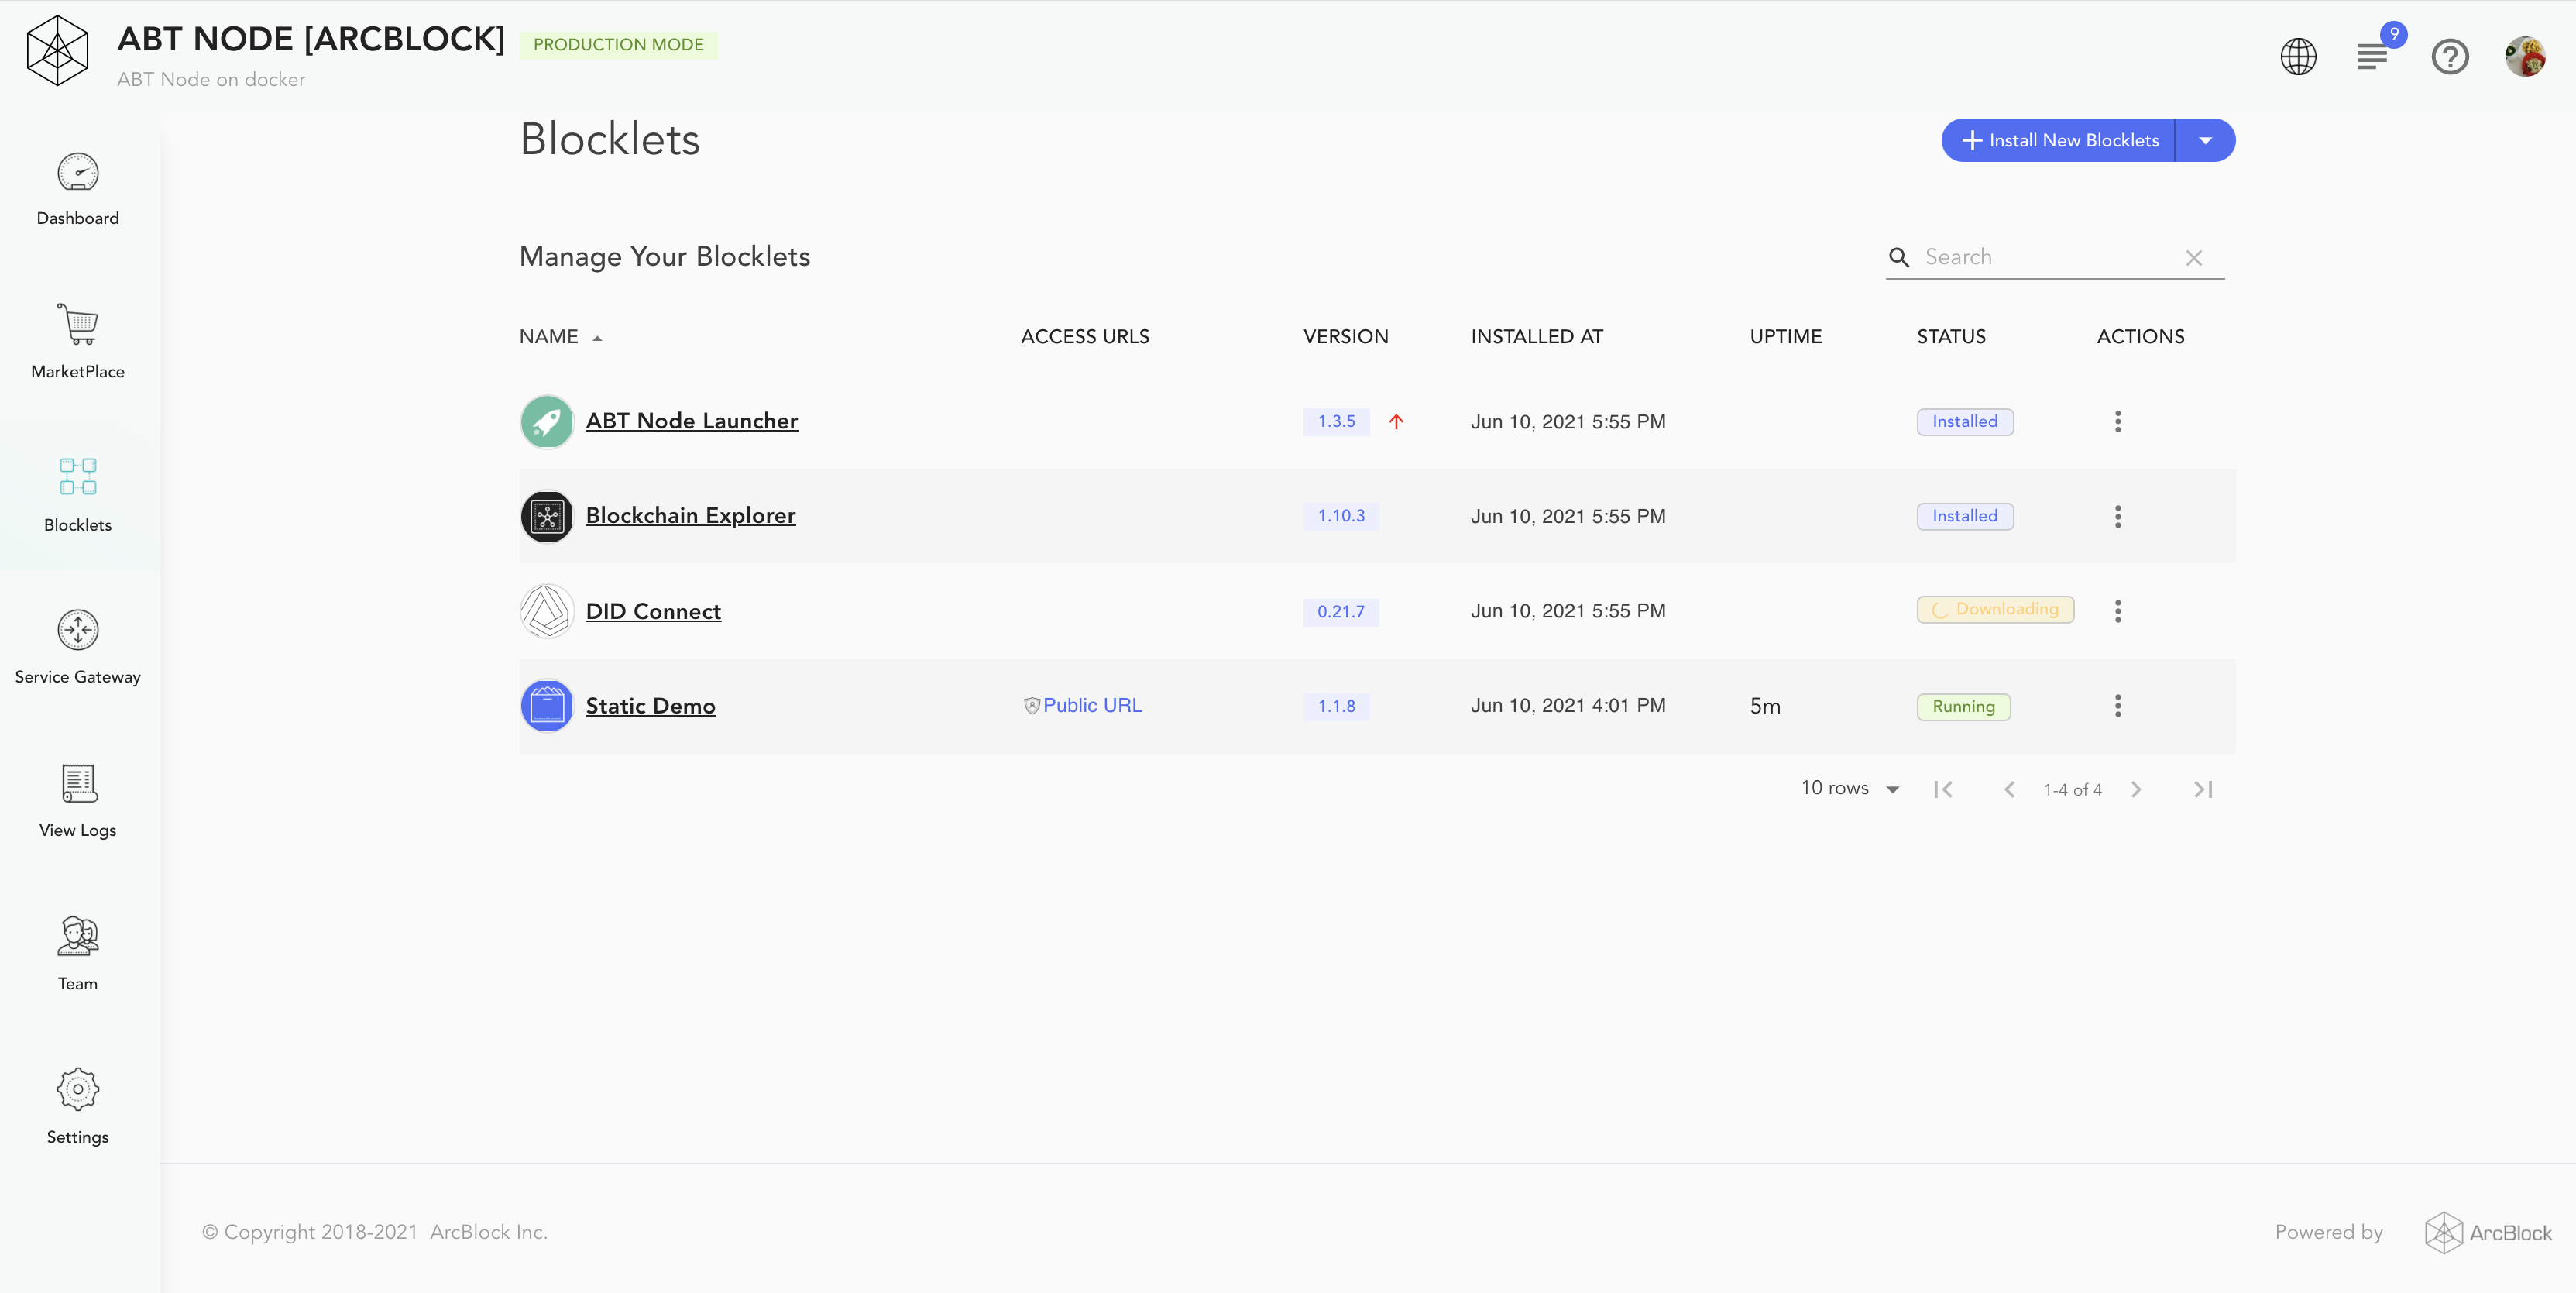 ABT NODE [ARCBLOCK] PRODUCTION MODE
ABT Node on docker
9
Dashboard
MarketPlace
Blocklets
Service Gateway
View Logs
Team
Settings
Blocklets
Install New Blocklets
Manage Your Blocklets
Search
NAME ACCESS URLS VERSION INSTALLED AT UPTIME STATUS ACTIONS
ABT Node Launcher 1.3.5 Jun 10, 2021 5:55 PM Installed
Blockchain Explorer 1.10.3 Jun 10, 2021 5:55 PM Installed
DID Connect 0.21.7 Jun 10, 2021 5:55 PM Downloading
Static Demo Public URL 1.1.8 Jun 10, 2021 4:01 PM 5m Running
10 rows 1-4 of 4
© Copyright 2018-2021 ArcBlock Inc.
Powered by ArcBlock